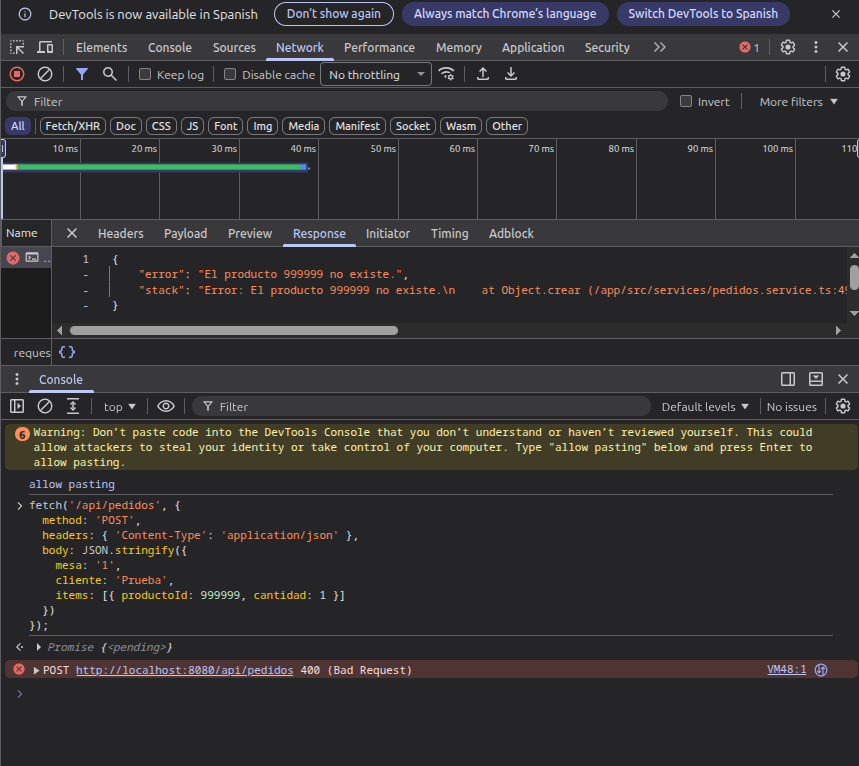 DevTools is now available in Spanish Don't show again Always match Chrome's language Switch DevTools to Spanish
Elements Console Sources Network Performance Memory Application Security 1
Keep log Disable cache No throttling
Filter Invert More filters
All Fetch/XHR Doc CSS JS Font Img Media Manifest Socket Wasm Other
10 ms 20 ms 30 ms 40 ms 50 ms 60 ms 70 ms 80 ms 90 ms 100 ms 110
Name Headers Payload Preview Response Initiator Timing Adblock
1 {
- "error": "El producto 999999 no existe.",
- "stack": "Error: El producto 999999 no existe.\n    at Object.crear (/app/src/services/pedidos.service.ts:49
- }
reques {}
Console
top Filter Default levels No issues
6 Warning: Don't paste code into the DevTools Console that you don't understand or haven't reviewed yourself. This could
allow attackers to steal your identity or take control of your computer. Type "allow pasting" below and press Enter to
allow pasting.
allow pasting
> fetch('/api/pedidos', {
method: 'POST',
headers: { 'Content-Type': 'application/json' },
body: JSON.stringify({
mesa: '1',
cliente: 'Prueba',
items: [{ productoId: 999999, cantidad: 1 }]
})
});
Promise {<pending>}
POST http://localhost:8080/api/pedidos 400 (Bad Request) VM48:1
>